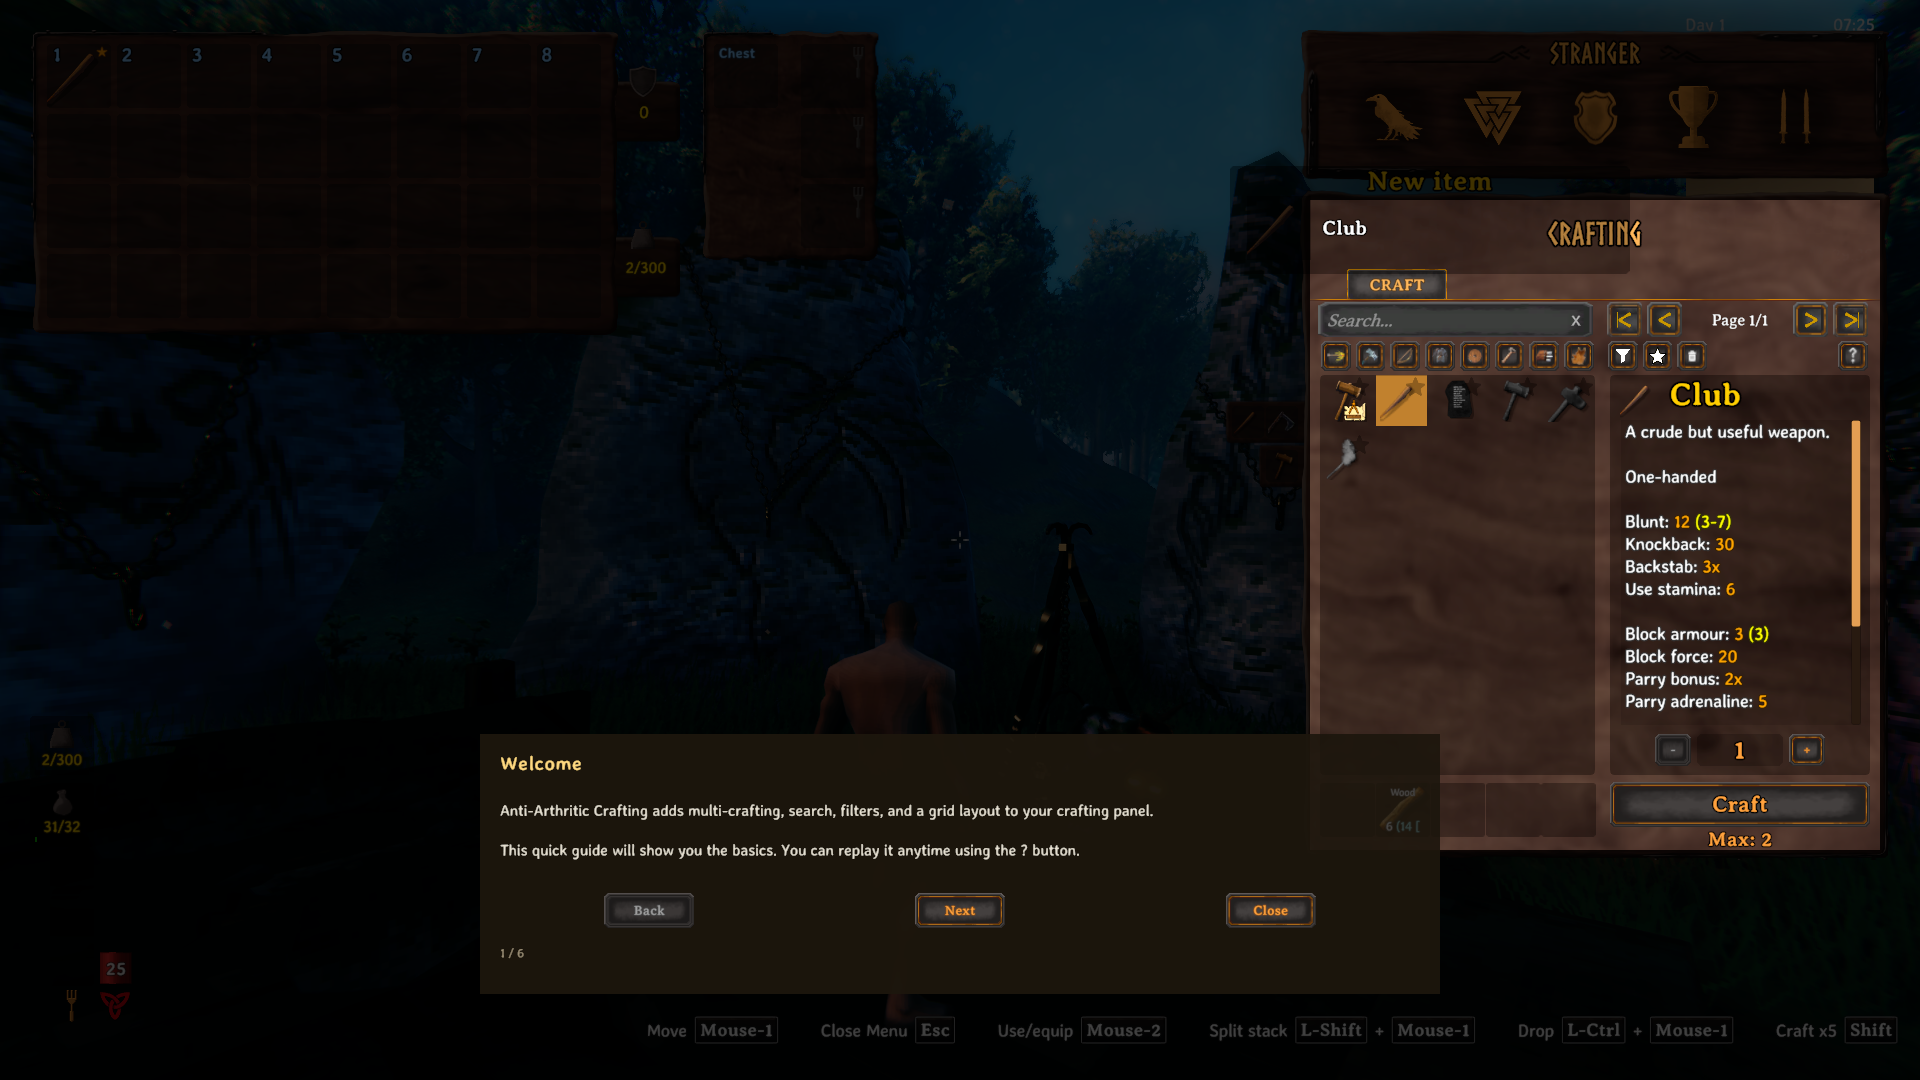 Day 1
07:25
1
2
3
4
5
6
7
8
Chest
0
2/300
STRANGER
New item
Club
CRAFTING
CRAFT
Search...
X
Page 1/1
?
Club
A crude but useful weapon.
One-handed
Blunt: 12 (3-7)
Knockback: 30
Backstab: 3x
Use stamina: 6
Block armour: 3 (3)
Block force: 20
Parry bonus: 2x
Parry adrenaline: 5
- 1 +
Wood
6 (14 [
Craft
Max: 2
2/300
31/32
Welcome
Anti-Arthritic Crafting adds multi-crafting, search, filters, and a grid layout to your crafting panel.
This quick guide will show you the basics. You can replay it anytime using the ? button.
Back
Next
Close
1 / 6
25
Move Mouse-1
Close Menu Esc
Use/equip Mouse-2
Split stack L-Shift + Mouse-1
Drop L-Ctrl + Mouse-1
Craft x5 Shift